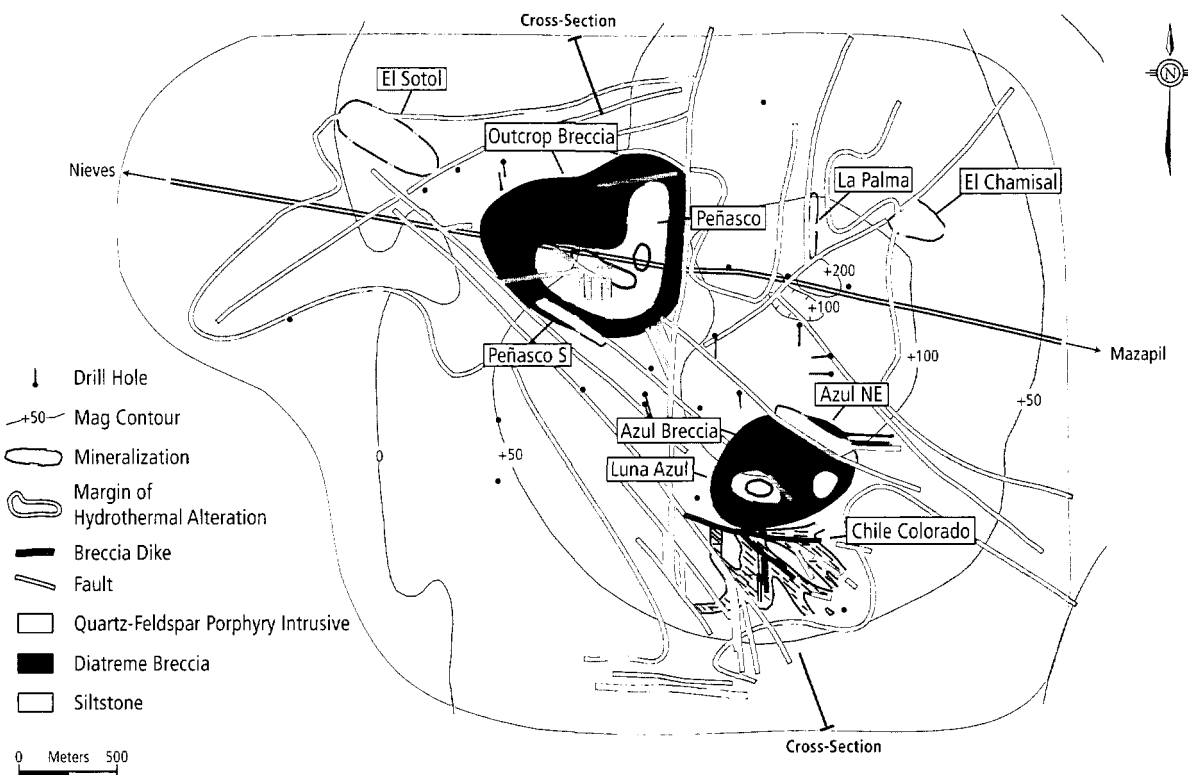 Cross-Section
N
El Sotol
Outcrop Breccia
Nieves
La Palma
El Chamisal
Peñasco
+200
+100
Peñasco S
+100
Mazapil
Azul NE
+50
Azul Breccia
0
+50
Luna Azul
Chile Colorado
Drill Hole
+50 Mag Contour
Mineralization
Margin of
Hydrothermal Alteration
Breccia Dike
Fault
Quartz-Feldspar Porphyry Intrusive
Diatreme Breccia
Siltstone
0 Meters 500
Cross-Section